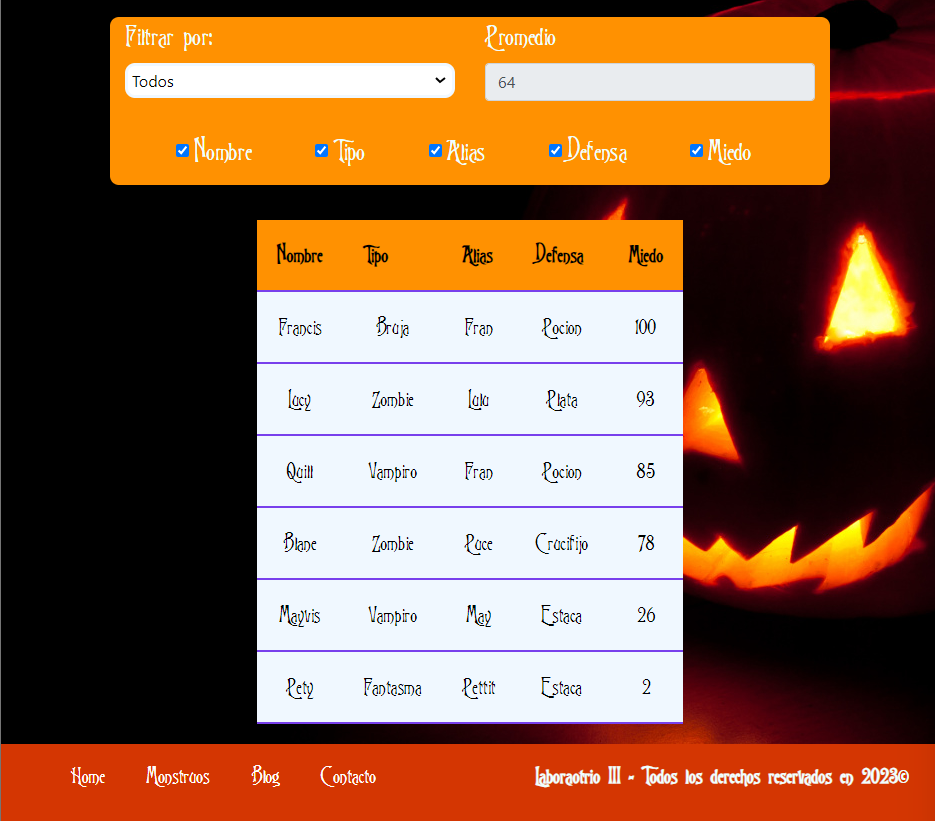 Filtrar por: Promedio
Todos 64
Nombre Tipo Alias Defensa Miedo
Nombre Tipo Alias Defensa Miedo
Francis Bruja Fran Pocion 100
Lucy Zombie Lulu Plata 93
Quill Vampiro Fran Pocion 85
Blane Zombie Puce Crucifijo 78
Mayvis Vampiro May Estaca 26
Pety Fantasma Pettit Estaca 2
Home Monstruos Blog Contacto Laboraotrio III - Todos los derechos reservados en 2023©